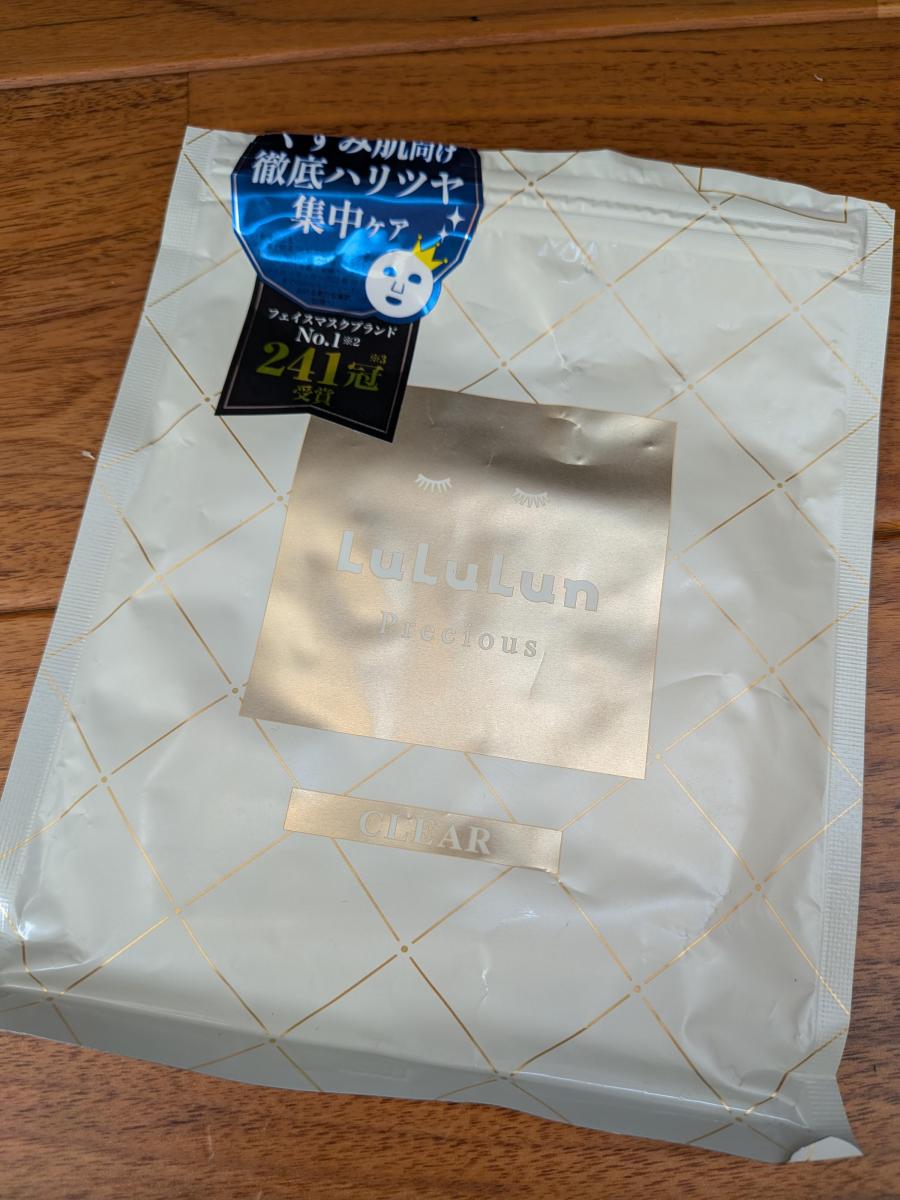 くすみ肌向け
徹底ハリツヤ
集中ケア
フェイスマスクブランド
No.1※2
241冠※3
受賞
LuLuLun
Precious
CLEAR